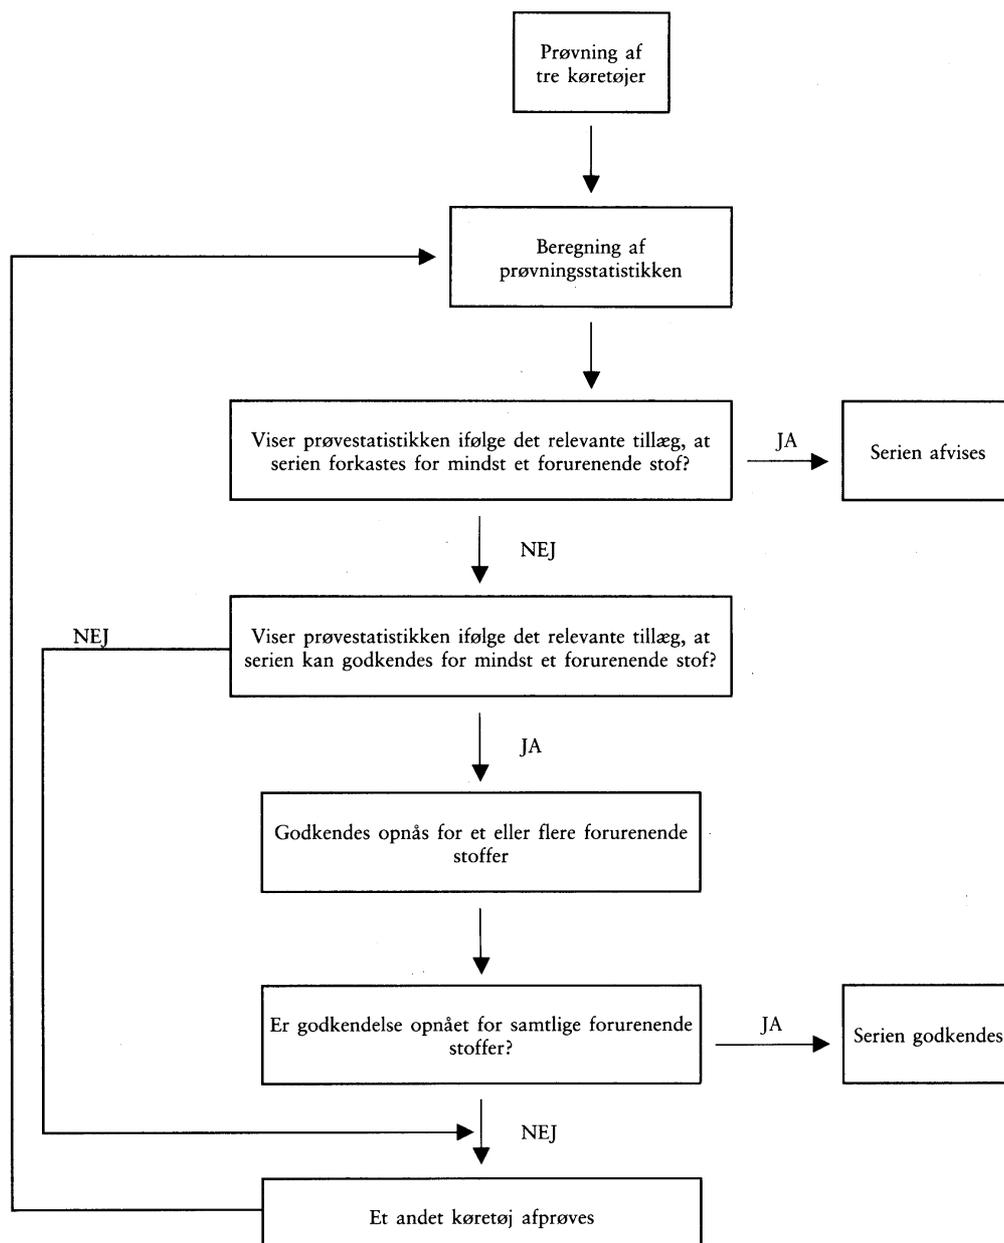 Prøvning af
tre køretøjer
Beregning af
prøvningsstatistikken
Viser prøvestatistikken ifølge det relevante tillæg, at
serien forkastes for mindst et forurenende stof?
JA
Serien afvises
NEJ
Viser prøvestatistikken ifølge det relevante tillæg, at
serien kan godkendes for mindst et forurenende stof?
NEJ
JA
Godkendes opnås for et eller flere forurenende
stoffer
Er godkendelse opnået for samtlige forurenende
stoffer?
JA
Serien godkendes
NEJ
Et andet køretøj afprøves